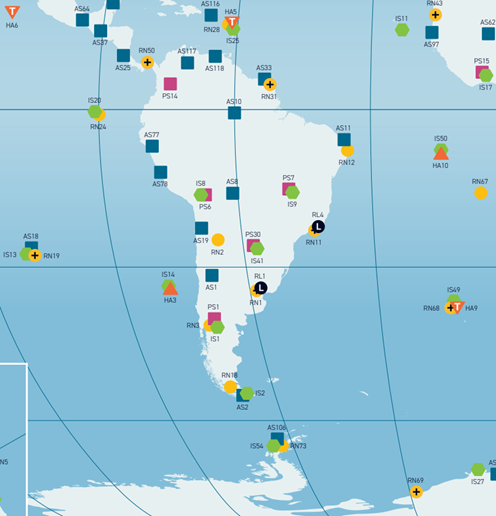 AS116
HA5
RN43
AS64
T
T
+
HA6
RN28
IS11
AS62
AS37
IS25
AS97
RN50
AS117
AS25
+
AS118
AS33
PS15
PS14
+
IS17
RN31
IS20
AS10
RN24
AS11
AS77
IS50
RN12
HA10
AS78
IS8
AS8
PS7
RN67
PS6
IS9
RL4
L
AS18
AS19
PS30
RN11
RN2
IS13
+
RN19
IS41
IS14
AS1
RL1
L
IS49
HA3
RN1
RN68
+
T
HA9
PS1
RN3
IS1
RN18
IS2
AS2
AS106
IS54
RN73
N5
AS
RN69
IS27
+